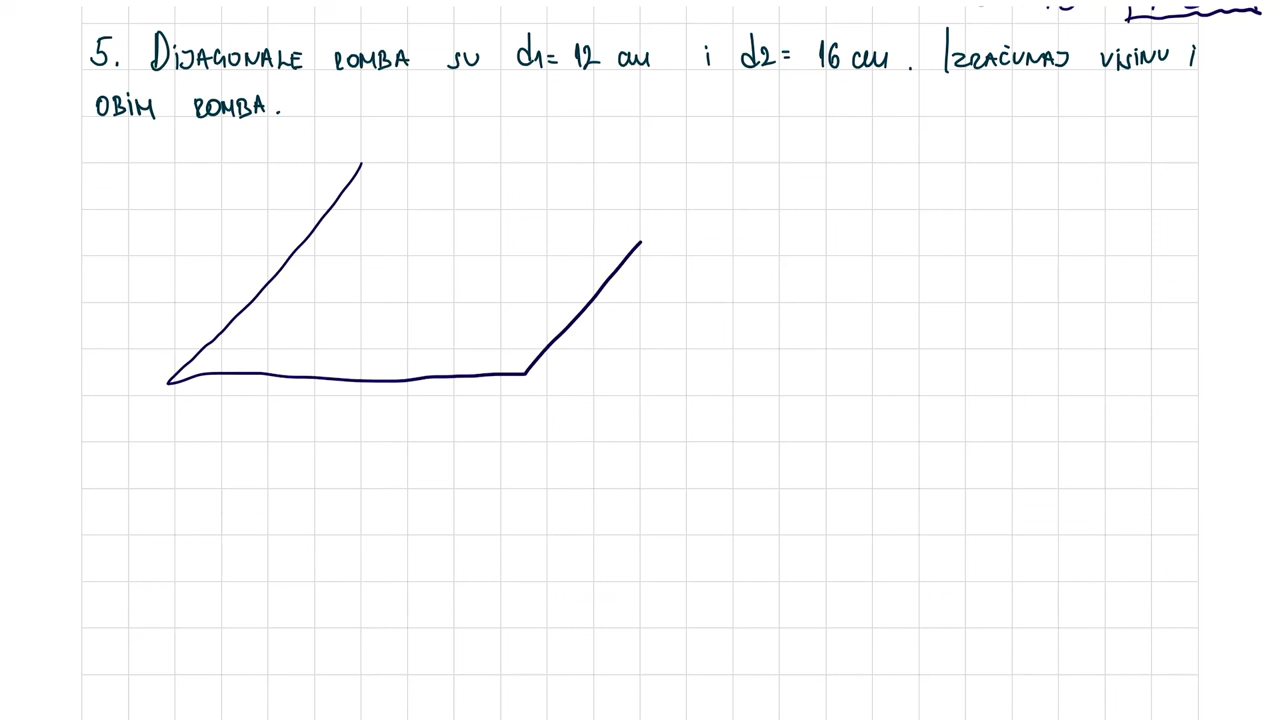 5. DIJAGONALE ROMBA SU d1 = 12 cm i d2 = 16 cm. IZRAČUNAJ VISINU i
OBIM ROMBA.